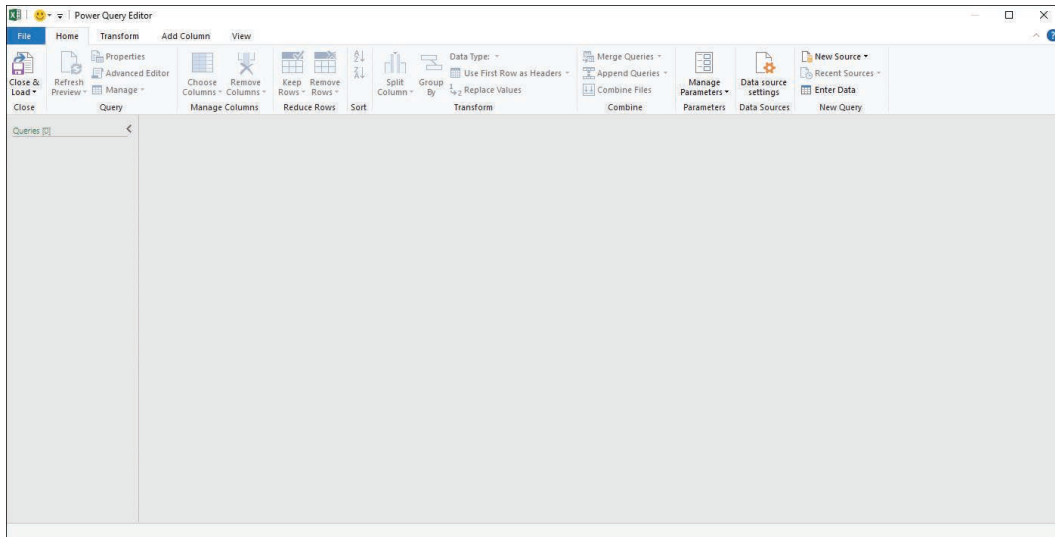 Power Query Editor
File Home Transform Add Column View
Close & Load
Refresh Preview
Properties
Advanced Editor
Manage
Choose Columns
Remove Columns
Keep Rows
Remove Rows
A Z
Z A
Split Column
Group By
Data Type:
Use First Row as Headers
1 2 Replace Values
Merge Queries
Append Queries
Combine Files
Manage Parameters
Data source settings
New Source
Recent Sources
Enter Data
Close Query Manage Columns Reduce Rows Sort Transform Combine Parameters Data Sources New Query
Queries [0]